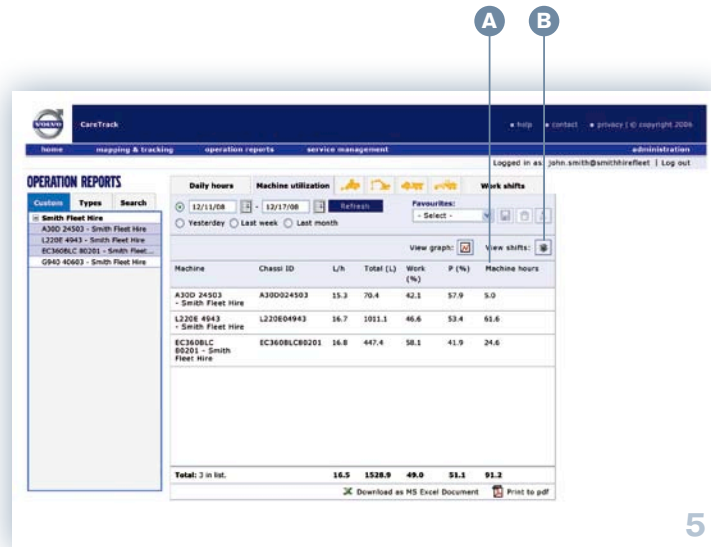 A B
VOLVO
CareTrack
help contact privacy | © copyright 2006
home mapping & tracking operation reports service management administration
Logged in as: john.smith@smithhirefleet | Log out
OPERATION REPORTS
Custom Types Search
Smith Fleet Hire
A30D 24503 - Smith Fleet Hire
L220E 4943 - Smith Fleet Hire
EC360BLC 80201 - Smith Fleet...
G940 40603 - Smith Fleet Hire
Daily hours Machine utilization Work shifts
12/11/08 - 12/17/08 Refresh Favourites:
- Select -
Yesterday Last week Last month
View graph: View shifts:
Machine Chassi ID L/h Total (L) Work (%) P (%) Machine hours
A30D 24503 - Smith Fleet Hire A30D024503 15.3 70.4 42.1 57.9 5.0
L220E 4943 - Smith Fleet Hire L220E04943 16.7 1011.1 46.6 53.4 61.6
EC360BLC 80201 - Smith Fleet Hire EC360BLC80201 16.8 447.4 58.1 41.9 24.6
Total: 3 in list. 16.5 1528.9 49.0 51.1 91.2
Download as MS Excel Document Print to pdf
5